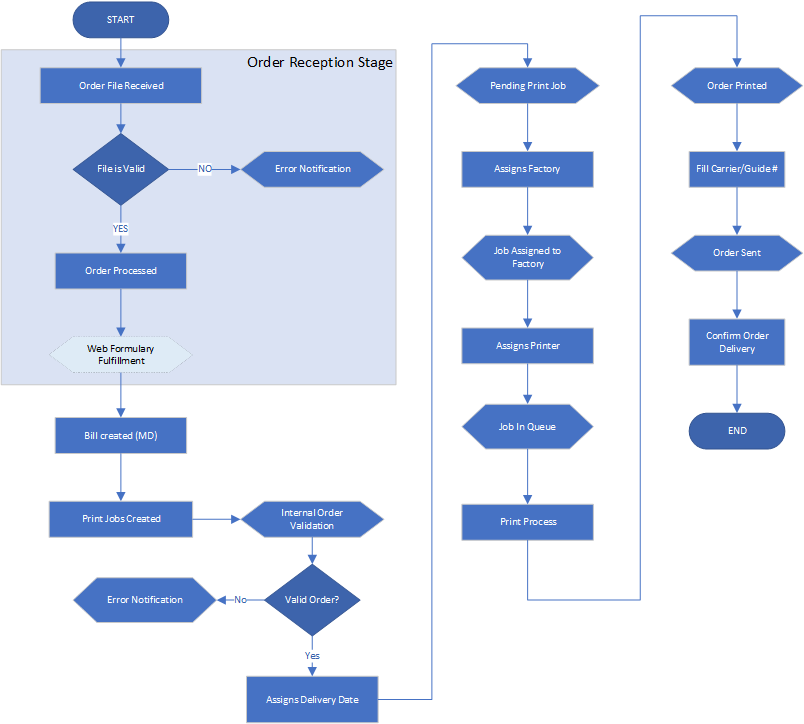 START
Order Reception Stage
Order File Received
File is Valid
NO
Error Notification
YES
Order Processed
Web Formulary
Fulfillment
Bill created (MD)
Print Jobs Created
Internal Order
Validation
Valid Order?
No
Error Notification
Yes
Assigns Delivery Date
Pending Print Job
Assigns Factory
Job Assigned to
Factory
Assigns Printer
Job In Queue
Print Process
Order Printed
Fill Carrier/Guide #
Order Sent
Confirm Order
Delivery
END